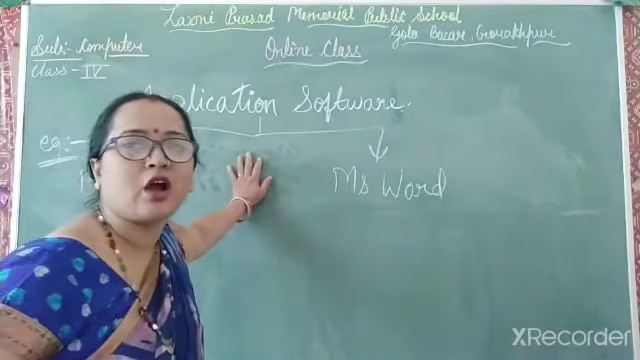 Laxmi Prasad Memorial Public School
Gola Bazar, Gorakhpur
Sub:- Computer
Online Class
Class - IV
Application Software.
eg:-
Ms Word
XRecorder